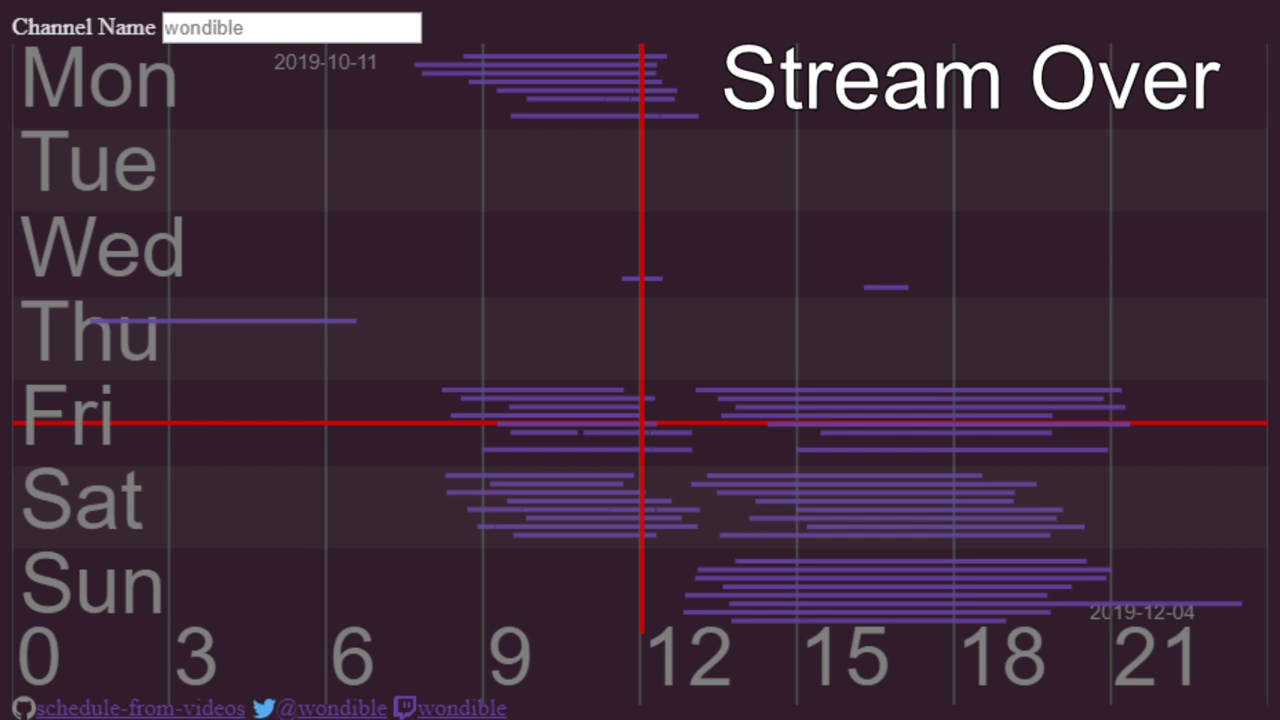 Channel Name wondible
Mon 2019-10-11 Stream Over
Tue
Wed
Thu
Fri
Sat
Sun
2019-12-04
0 3 6 9 12 15 18 21
schedule-from-videos @wondible wondible